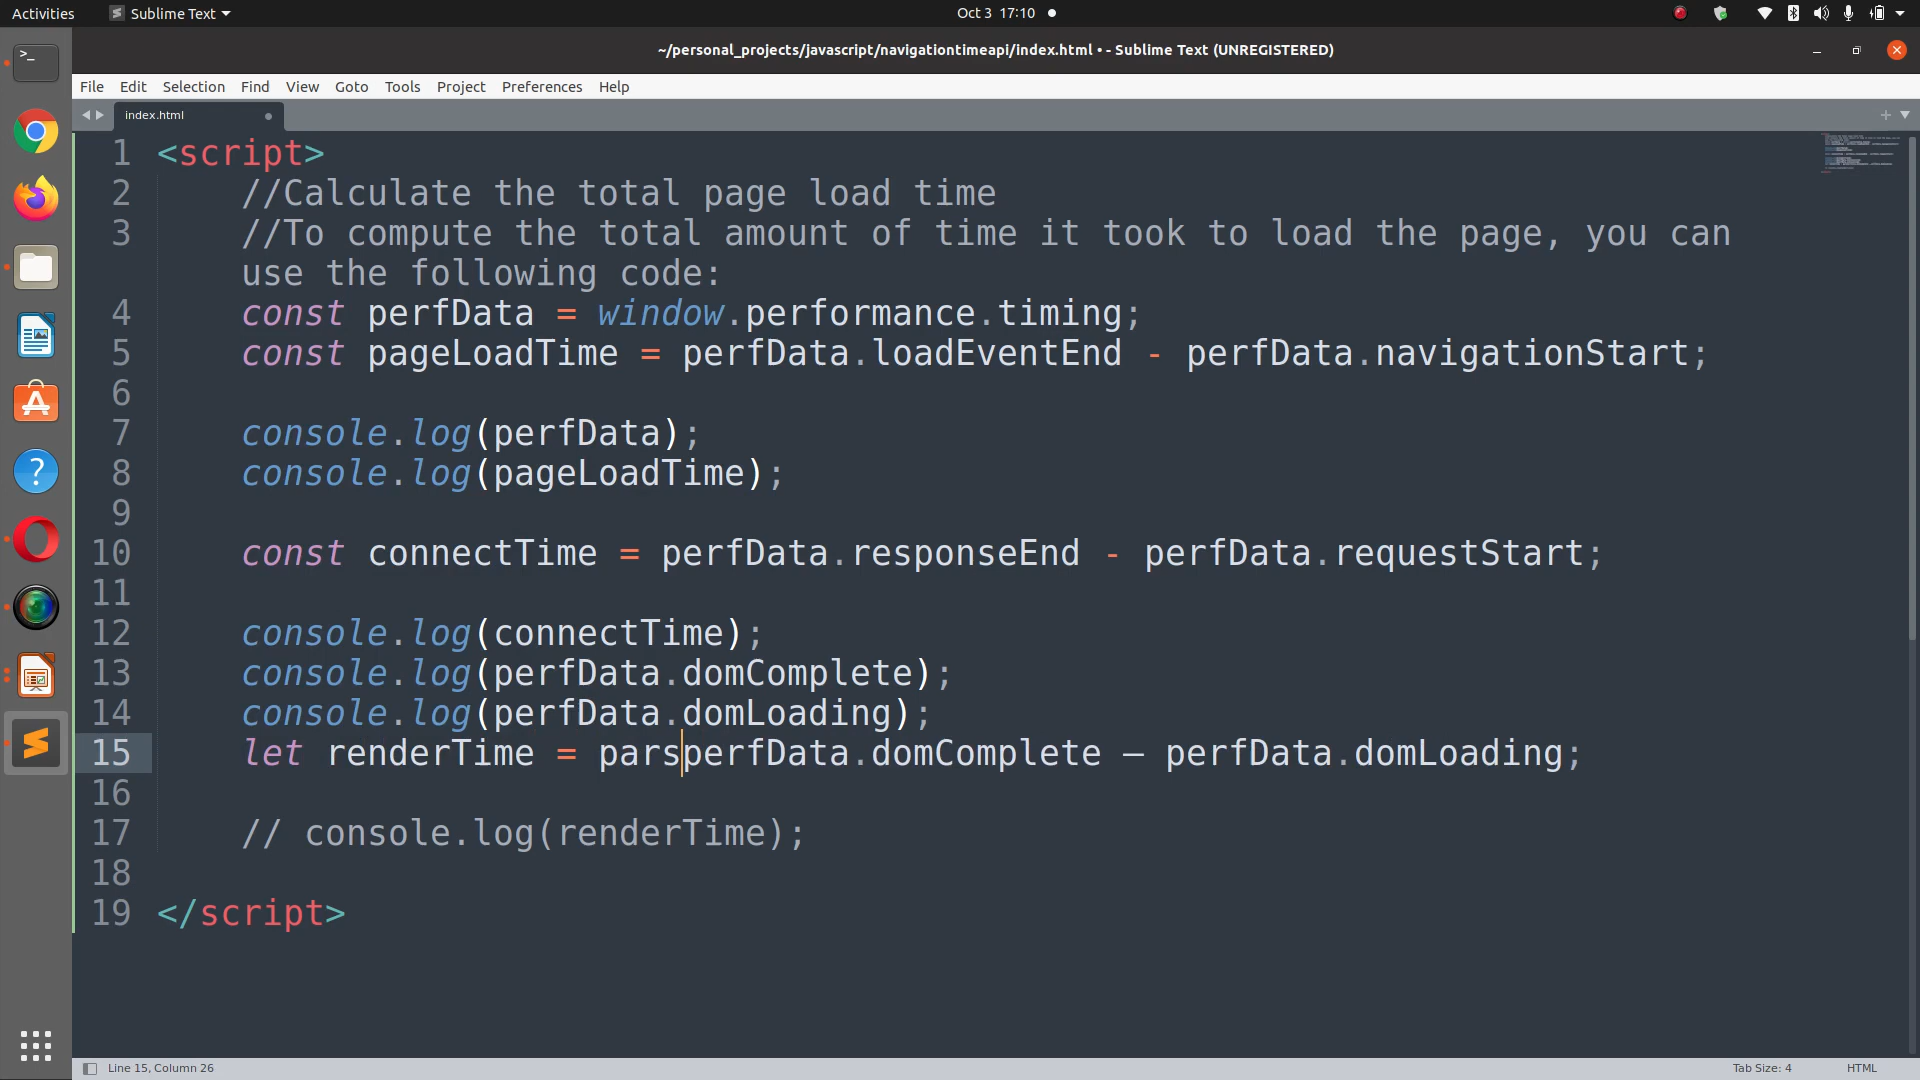 Activities
Sublime Text
Oct 3 17:10
~/personal_projects/javascript/navigationtimeapi/index.html • - Sublime Text (UNREGISTERED)
File Edit Selection Find View Goto Tools Project Preferences Help
index.html
1 <script>
2 //Calculate the total page load time
3 //To compute the total amount of time it took to load the page, you can
use the following code:
4 const perfData = window.performance.timing;
5 const pageLoadTime = perfData.loadEventEnd - perfData.navigationStart;
6
7 console.log(perfData);
8 console.log(pageLoadTime);
9
10 const connectTime = perfData.responseEnd - perfData.requestStart;
11
12 console.log(connectTime);
13 console.log(perfData.domComplete);
14 console.log(perfData.domLoading);
15 let renderTime = parsperfData.domComplete – perfData.domLoading;
16
17 // console.log(renderTime);
18
19 </script>
Line 15, Column 26
Tab Size: 4
HTML